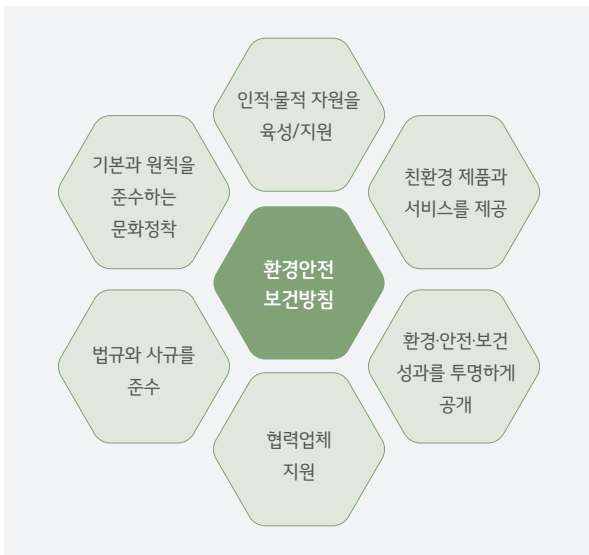 인적·물적 자원을
육성/지원
기본과 원칙을
준수하는
문화정착
친환경 제품과
서비스를 제공
환경안전
보건방침
법규와 사규를
준수
환경·안전·보건
성과를 투명하게
공개
협력업체
지원